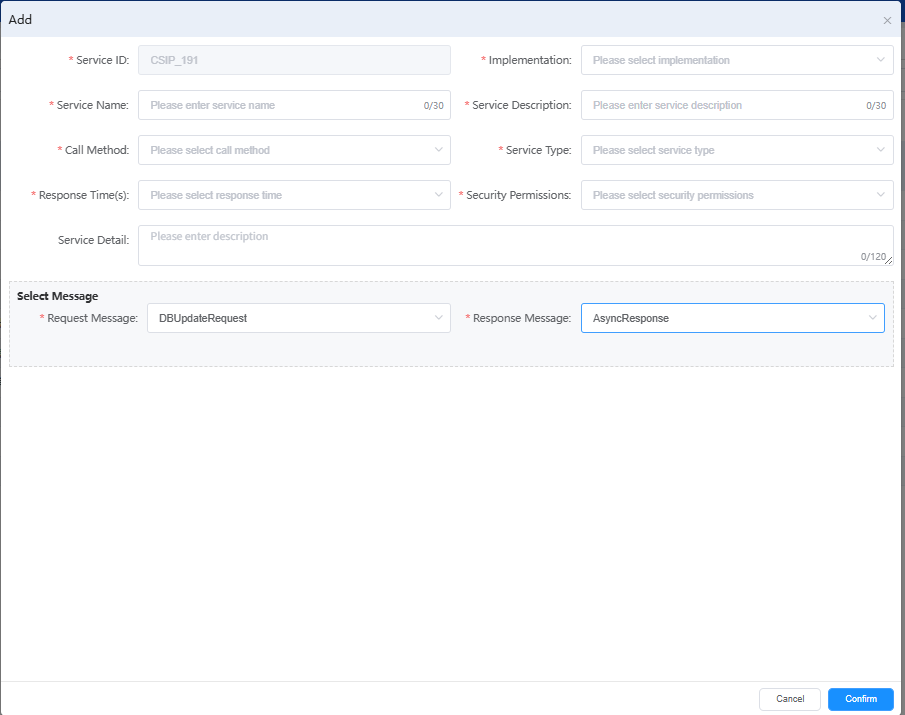 Add
* Service ID: CSIP_191 * Implementation: Please select implementation
* Service Name: Please enter service name 0/30 * Service Description: Please enter service description 0/30
* Call Method: Please select call method * Service Type: Please select service type
* Response Time(s): Please select response time * Security Permissions: Please select security permissions
Service Detail: Please enter description 0/120
Select Message
* Request Message: DBUpdateRequest * Response Message: AsyncResponse
Cancel Confirm